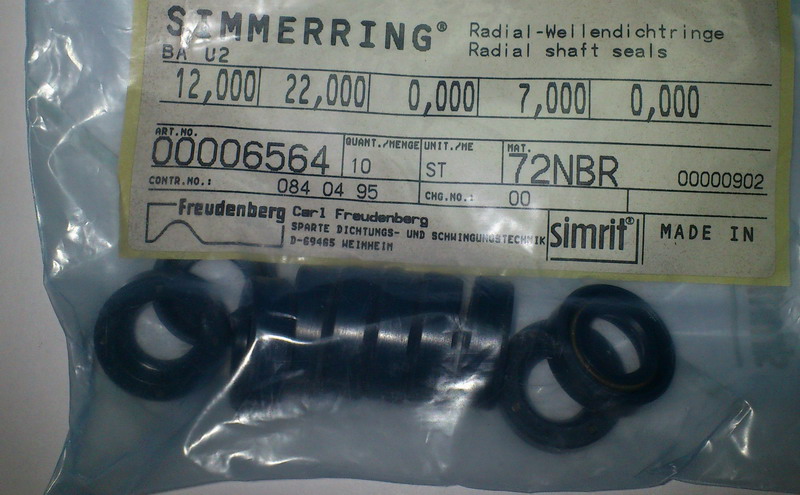 SIMMERRING® Radial-Wellendichtringe
Radial shaft seals
BA U2
12,000 22,000 0,000 7,000 0,000
ART.NO. QUANT./MENGE UNIT./ME MAT.
00006564 10 ST 72NBR 00000902
CONTR.NO.: 084 04 95 CHG.NO.: 00
Freudenberg Carl Freudenberg
SPARTE DICHTUNGS- UND SCHWINGUNGSTECHNIK
D-69465 WEINHEIM
simrit® MADE IN